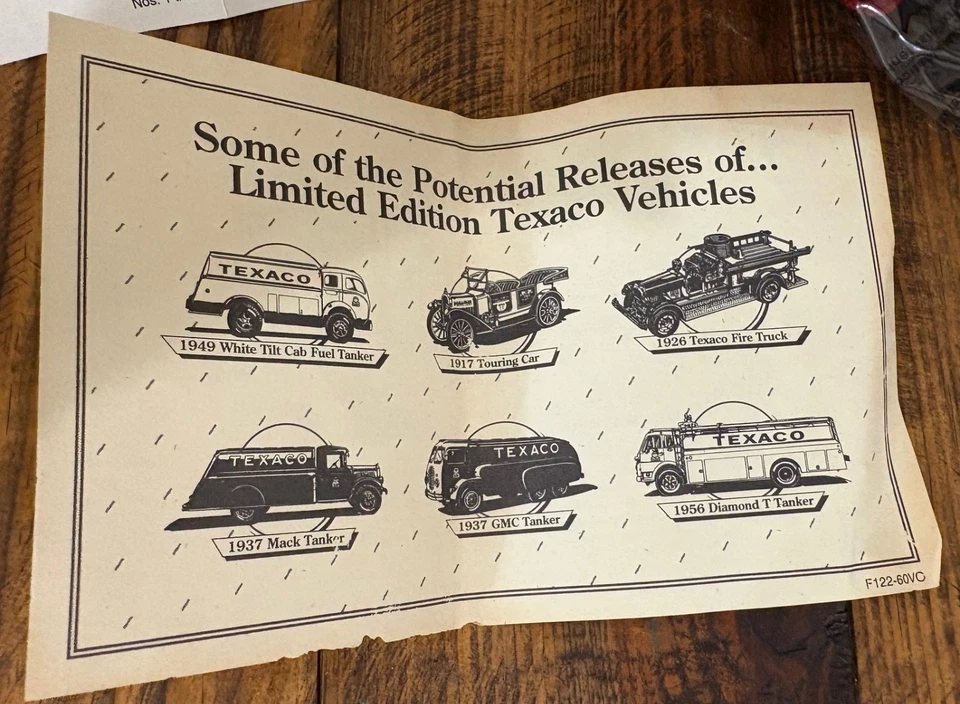 Nos.
Some of the Potential Releases of...
Limited Edition Texaco Vehicles
TEXACO
1949 White Tilt Cab Fuel Tanker
1917 Touring Car
1926 Texaco Fire Truck
TEXACO
1937 Mack Tanker
TEXACO
1937 GMC Tanker
TEXACO
1956 Diamond T Tanker
F122-60VC